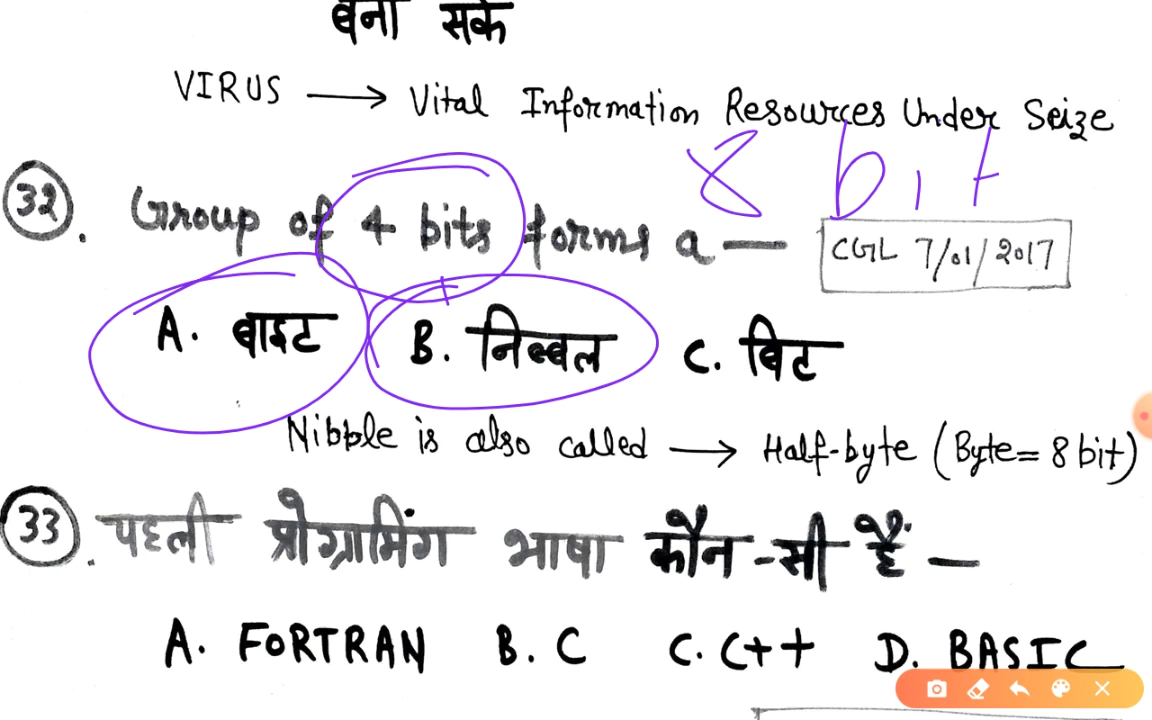 बना सके
VIRUS → Vital Information Resources Under Seize
8 bit
32. Group of 4 bits forms a —
CGL 7/01/2017
A. बाइट B. निब्बल C. बिट
Nibble is also called → Half-byte (Byte= 8 bit)
33. पहली प्रोग्रामिंग भाषा कौन-सी हैं —
A. FORTRAN B. C C. C++ D. BASIC